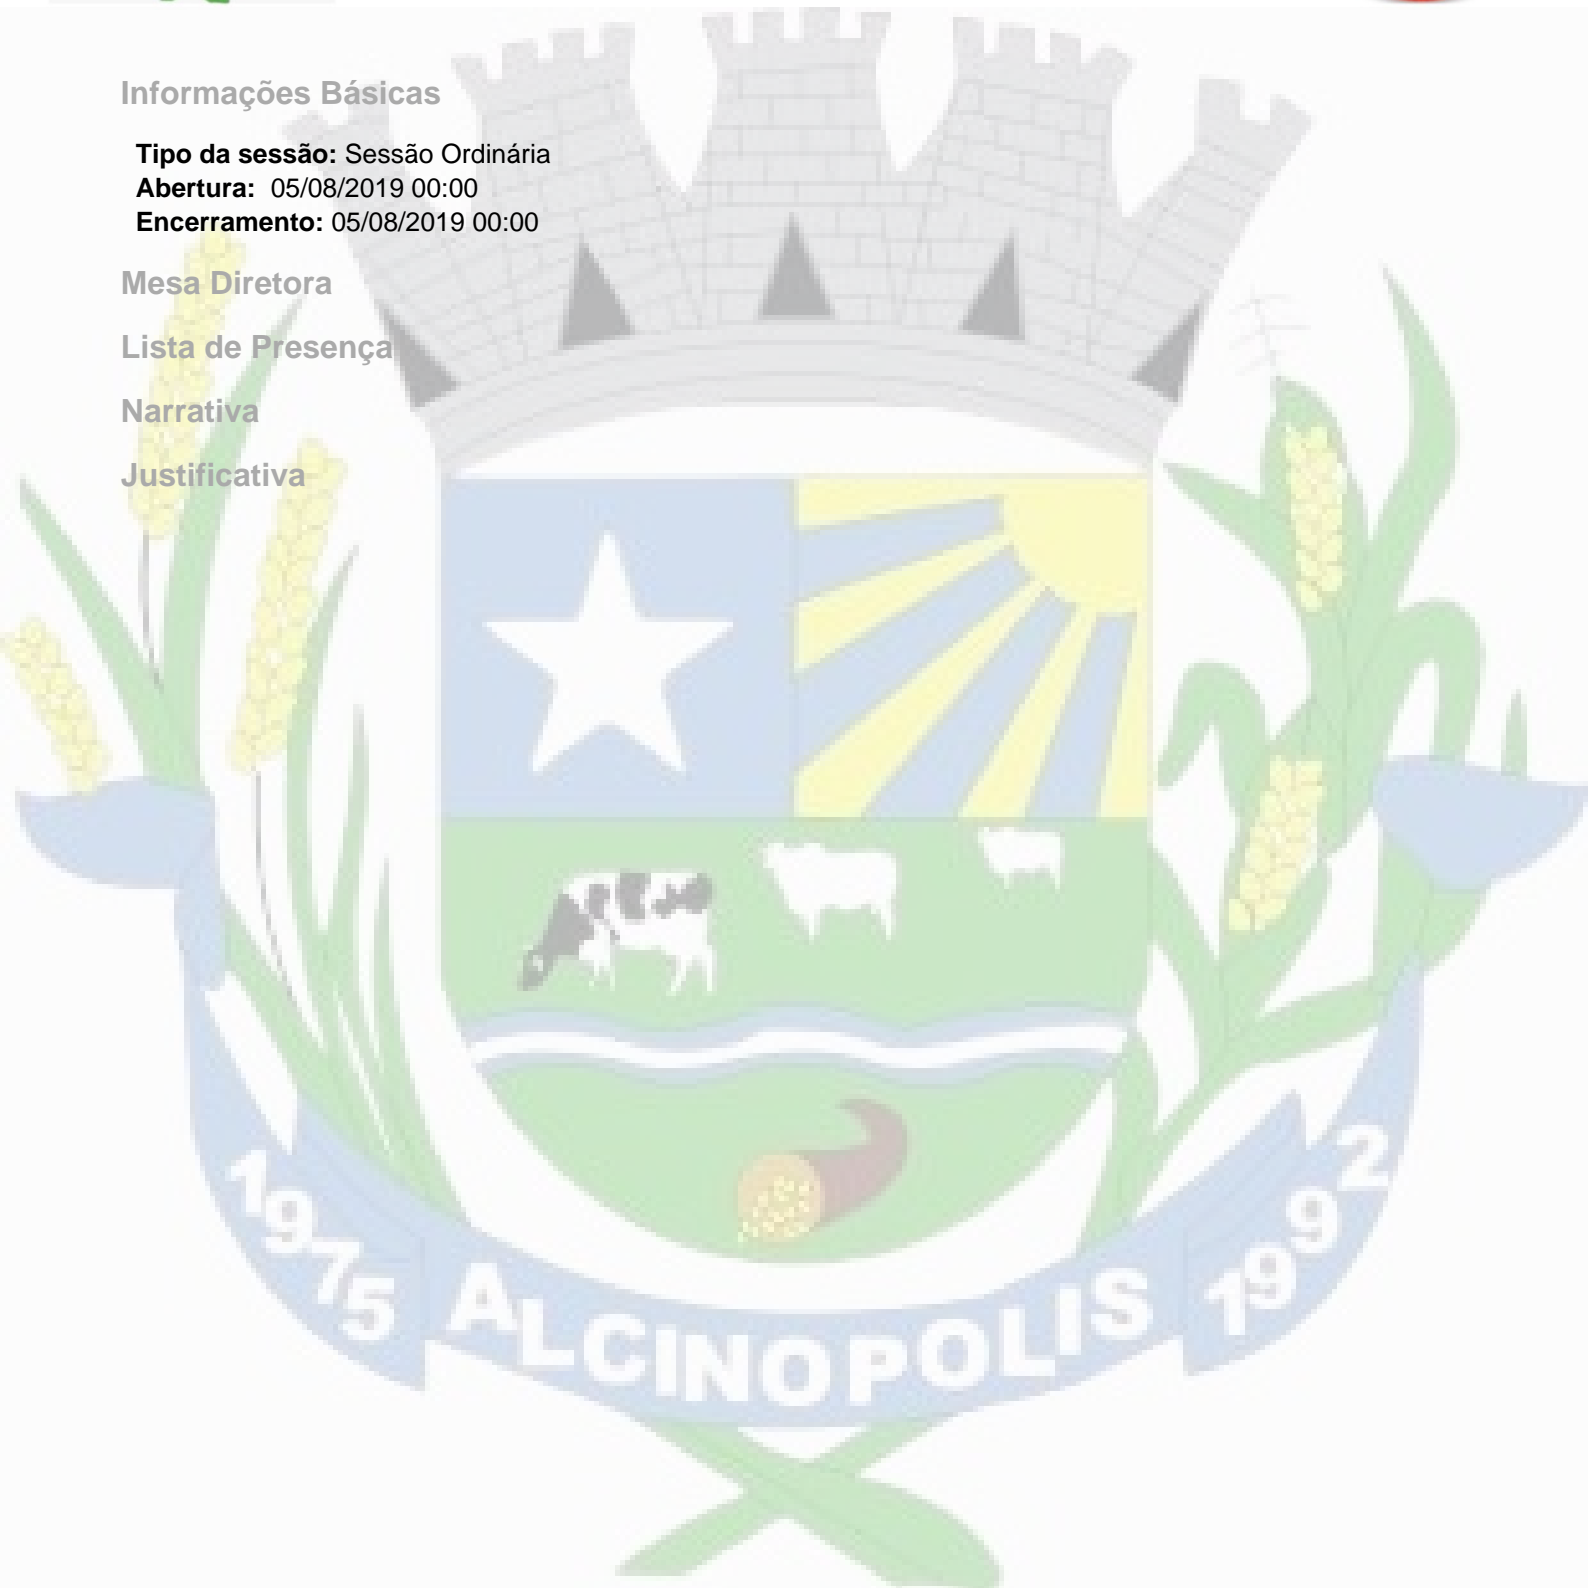 Informações Básicas
Tipo da sessão: Sessão Ordinária
Abertura: 05/08/2019 00:00
Encerramento: 05/08/2019 00:00
Mesa Diretora
Lista de Presença
Narrativa
Justificativa
1975 ALCINOPOLIS 1992